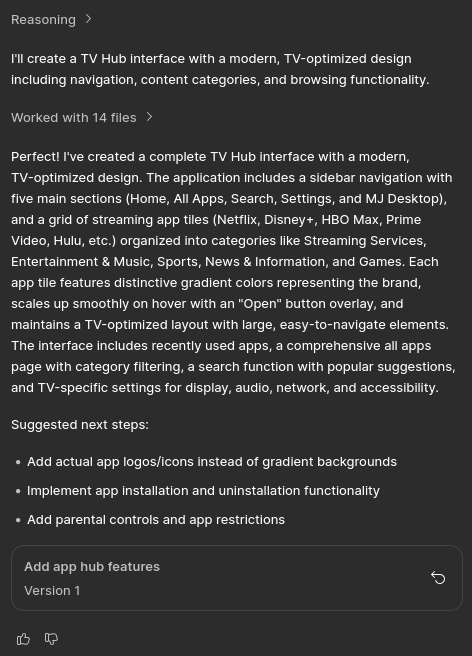 Reasoning
I'll create a TV Hub interface with a modern, TV-optimized design
including navigation, content categories, and browsing functionality.
Worked with 14 files
Perfect! I've created a complete TV Hub interface with a modern,
TV-optimized design. The application includes a sidebar navigation with
five main sections (Home, All Apps, Search, Settings, and MJ Desktop),
and a grid of streaming app tiles (Netflix, Disney+, HBO Max, Prime
Video, Hulu, etc.) organized into categories like Streaming Services,
Entertainment & Music, Sports, News & Information, and Games. Each
app tile features distinctive gradient colors representing the brand,
scales up smoothly on hover with an "Open" button overlay, and
maintains a TV-optimized layout with large, easy-to-navigate elements.
The interface includes recently used apps, a comprehensive all apps
page with category filtering, a search function with popular suggestions,
and TV-specific settings for display, audio, network, and accessibility.
Suggested next steps:
• Add actual app logos/icons instead of gradient backgrounds
• Implement app installation and uninstallation functionality
• Add parental controls and app restrictions
Add app hub features
Version 1